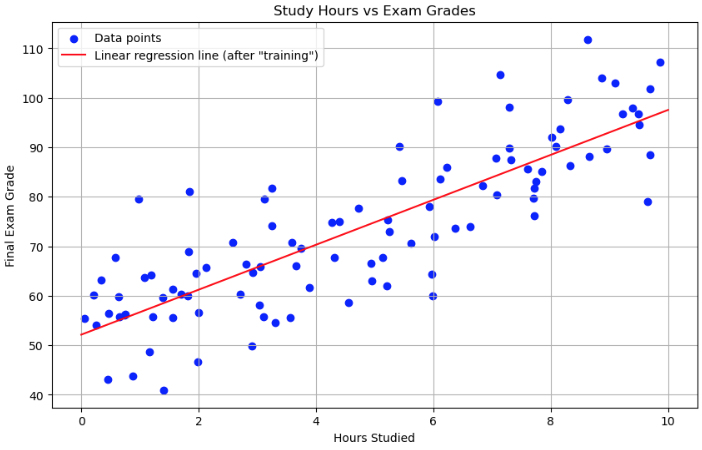 Study Hours vs Exam Grades
Data points
Linear regression line (after "training")
110
100
90
80
70
60
50
40
Final Exam Grade
0 2 4 6 8 10
Hours Studied